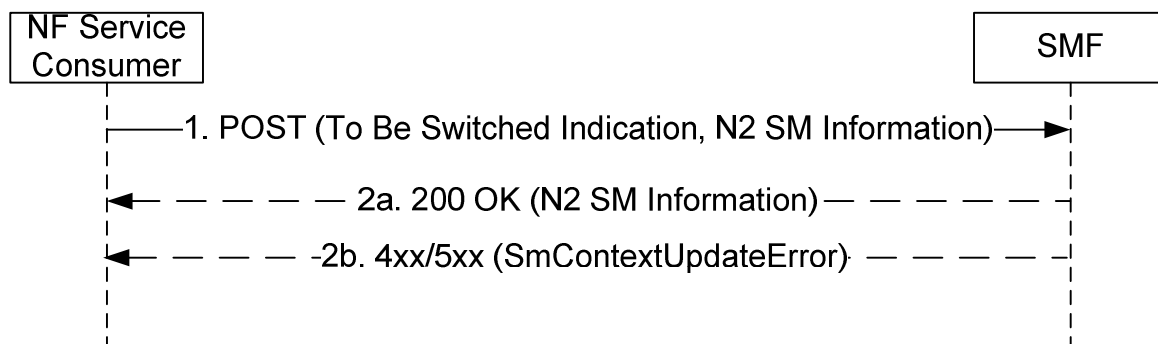 NF Service
Consumer
SMF
1. POST (To Be Switched Indication, N2 SM Information)
2a. 200 OK (N2 SM Information)
2b. 4xx/5xx (SmContextUpdateError)